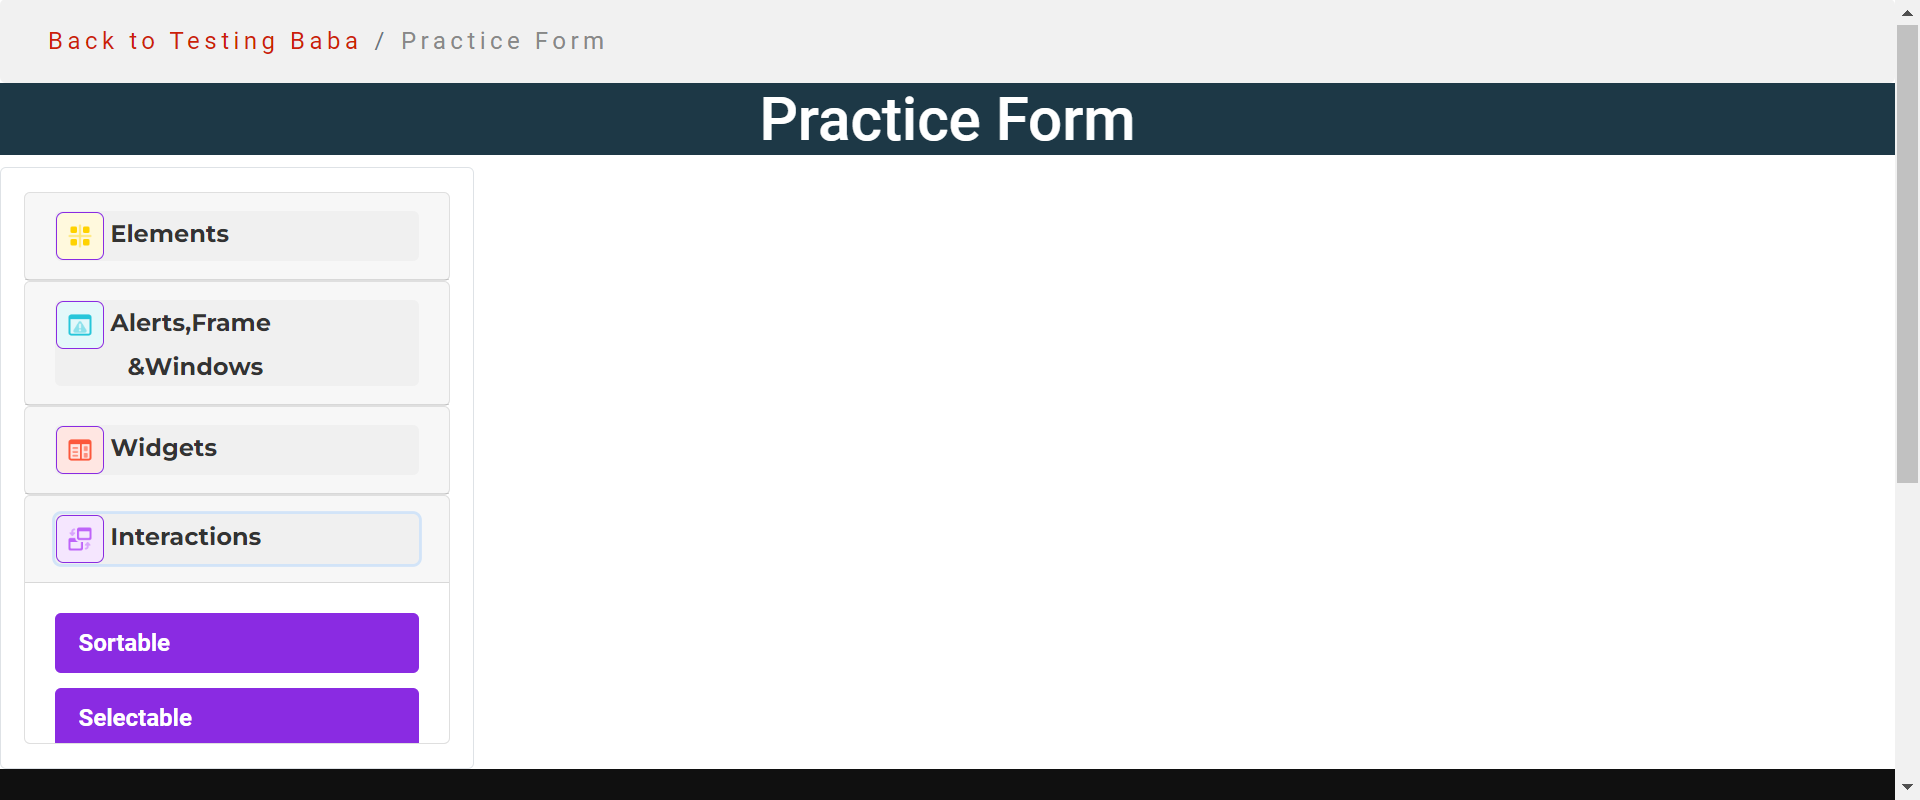 Back to Testing Baba / Practice Form
Practice Form
Elements
Alerts,Frame
&Windows
Widgets
Interactions
Sortable
Selectable